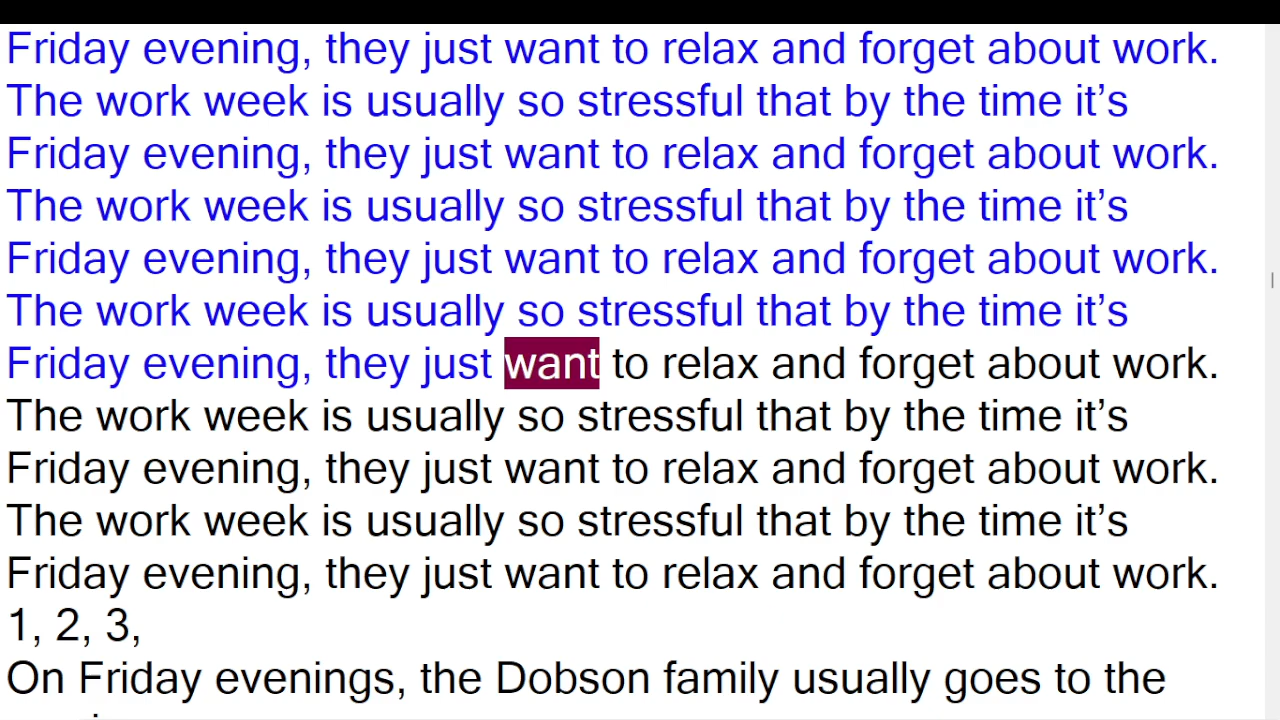 Friday evening, they just want to relax and forget about work.
The work week is usually so stressful that by the time it’s
Friday evening, they just want to relax and forget about work.
The work week is usually so stressful that by the time it’s
Friday evening, they just want to relax and forget about work.
The work week is usually so stressful that by the time it’s
Friday evening, they just want to relax and forget about work.
The work week is usually so stressful that by the time it’s
Friday evening, they just want to relax and forget about work.
The work week is usually so stressful that by the time it’s
Friday evening, they just want to relax and forget about work.
1, 2, 3,
On Friday evenings, the Dobson family usually goes to the